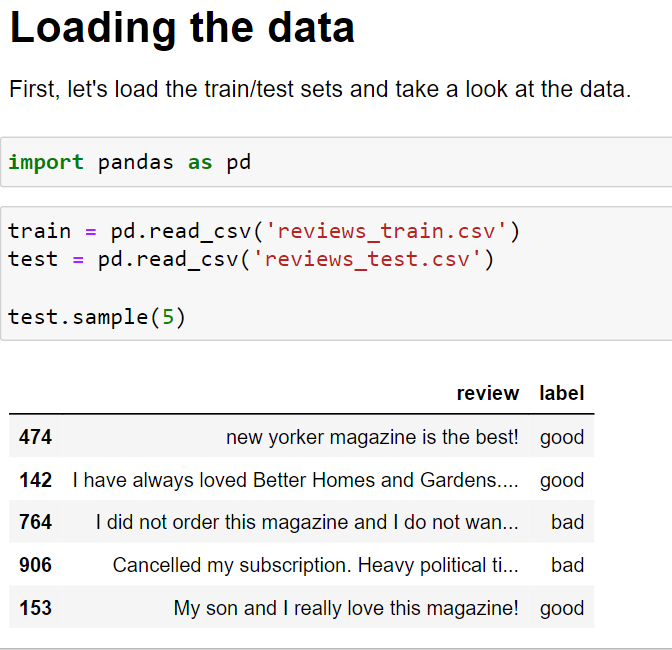 Loading the data
First, let's load the train/test sets and take a look at the data.
import pandas as pd
train = pd.read_csv('reviews_train.csv')
test = pd.read_csv('reviews_test.csv')
test.sample(5)
review label
474 new yorker magazine is the best! good
142 I have always loved Better Homes and Gardens.... good
764 I did not order this magazine and I do not wan... bad
906 Cancelled my subscription. Heavy political ti... bad
153 My son and I really love this magazine! good